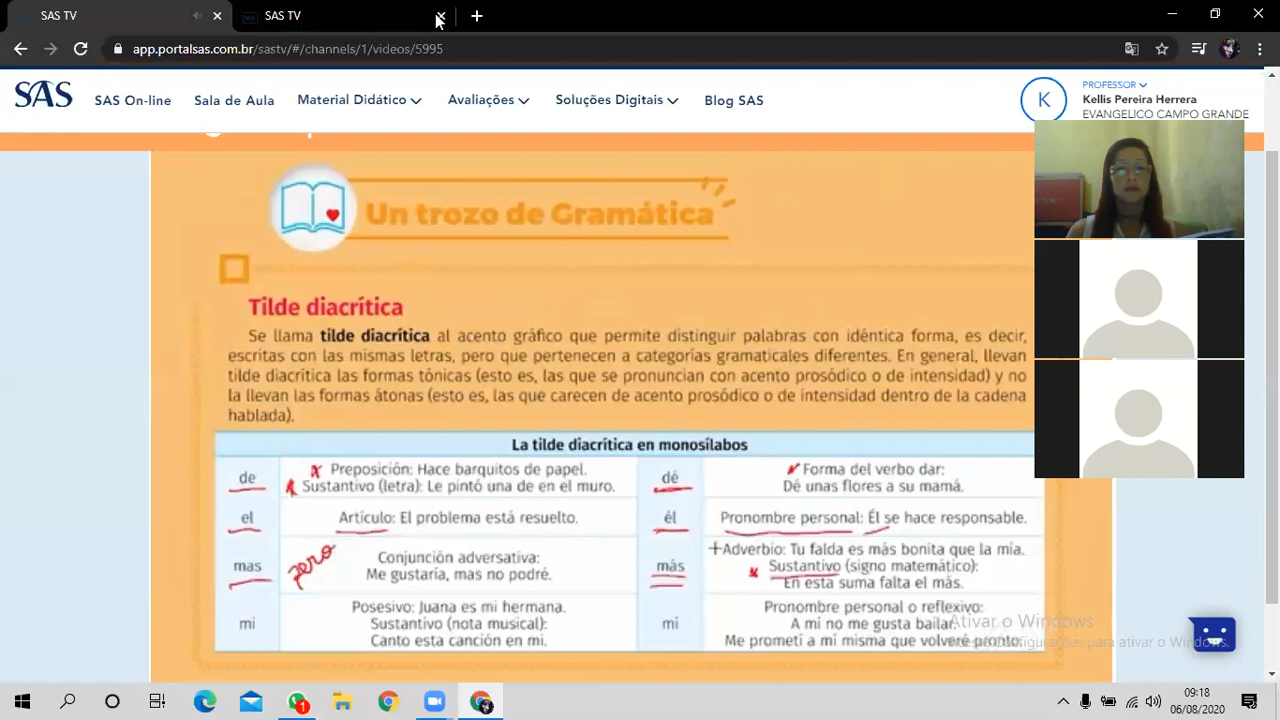 SAS TV
SAS TV
app.portalsas.com.br/sastv/#/channels/1/videos/5995
SAS
SAS On-line
Sala de Aula
Material Didático
Avaliações
Soluções Digitais
Blog SAS
K
PROFESSOR
Kellis Pereira Herrera
EVANGELICO CAMPO GRANDE
Un trozo de Gramática
Tilde diacrítica
Se llama tilde diacrítica al acento gráfico que permite distinguir palabras con idéntica forma, es decir,
escritas con las mismas letras, pero que pertenecen a categorías gramaticales diferentes. En general, llevan
tilde diacrítica las formas tónicas (esto es, las que se pronuncian con acento prosódico o de intensidad) y no
la llevan las formas átonas (esto es, las que carecen de acento prosódico o de intensidad dentro de la cadena
hablada).
La tilde diacrítica en monosílabos
de
Preposición: Hace barquitos de papel.
Sustantivo (letra): Le pintó una de en el muro.
dé
Forma del verbo dar:
Dé unas flores a su mamá.
el
Artículo: El problema está resuelto.
él
Pronombre personal: Él se hace responsable.
mas
pero
Conjunción adversativa:
Me gustaría, mas no podré.
más
+Adverbio: Tu falda es más bonita que la mía.
Sustantivo (signo matemático):
En esta suma falta el más.
mi
Posesivo: Juana es mi hermana.
Sustantivo (nota musical):
Canto esta canción en mi.
mí
Pronombre personal o reflexivo:
A mí no me gusta bailar.
Me prometí a mí misma que volveré pronto.
Ativar o Windows
para ativar o Windows.
1
09:18
06/08/2020